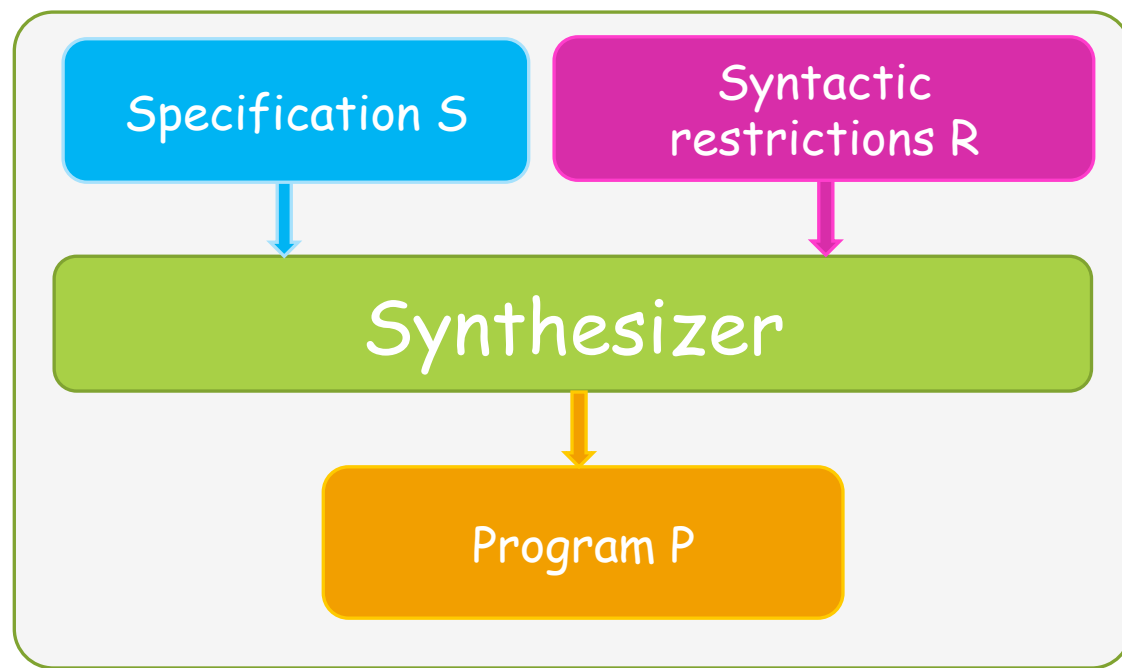 Specification S
Syntactic
restrictions R
Synthesizer
Program P